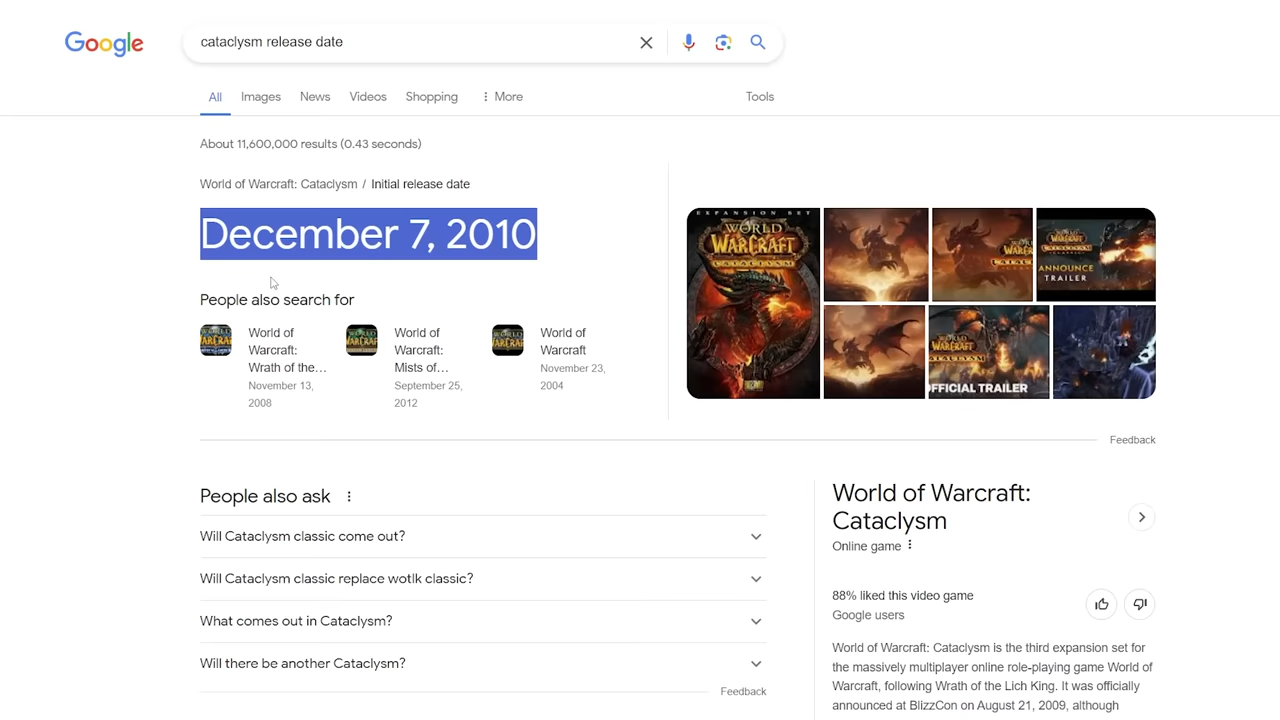 Google
cataclysm release date
All Images News Videos Shopping More Tools
About 11,600,000 results (0.43 seconds)
World of Warcraft: Cataclysm / Initial release date
December 7, 2010
EXPANSION SET
WORLD
WARCRAFT
CATACLYSM
ANNOUNCE
TRAILER
OFFICIAL TRAILER
People also search for
World of
Warcraft:
Wrath of the...
November 13,
2008
World of
Warcraft:
Mists of...
September 25,
2012
World of
Warcraft
November 23,
2004
Feedback
People also ask
Will Cataclysm classic come out?
Will Cataclysm classic replace wotlk classic?
What comes out in Cataclysm?
Will there be another Cataclysm?
Feedback
World of Warcraft:
Cataclysm
Online game
88% liked this video game
Google users
World of Warcraft: Cataclysm is the third expansion set for
the massively multiplayer online role-playing game World of
Warcraft, following Wrath of the Lich King. It was officially
announced at BlizzCon on August 21, 2009, although